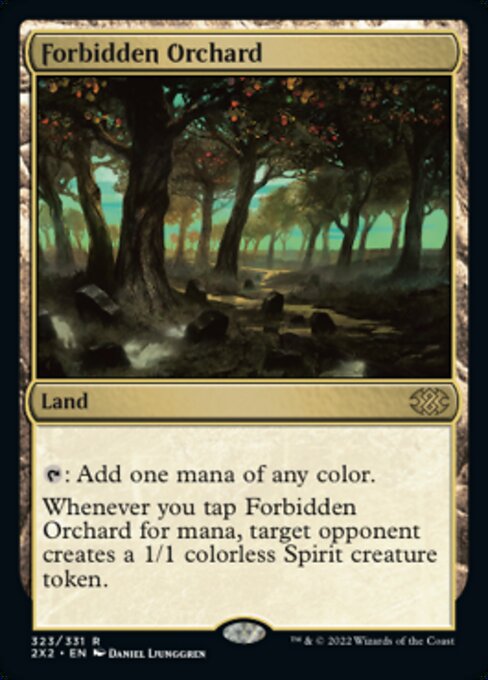 Forbidden Orchard
Land
: Add one mana of any color.
Whenever you tap Forbidden
Orchard for mana, target opponent
creates a 1/1 colorless Spirit creature
token.
323/331 R
2X2 • EN Daniel Ljunggren
™ & © 2022 Wizards of the Coast